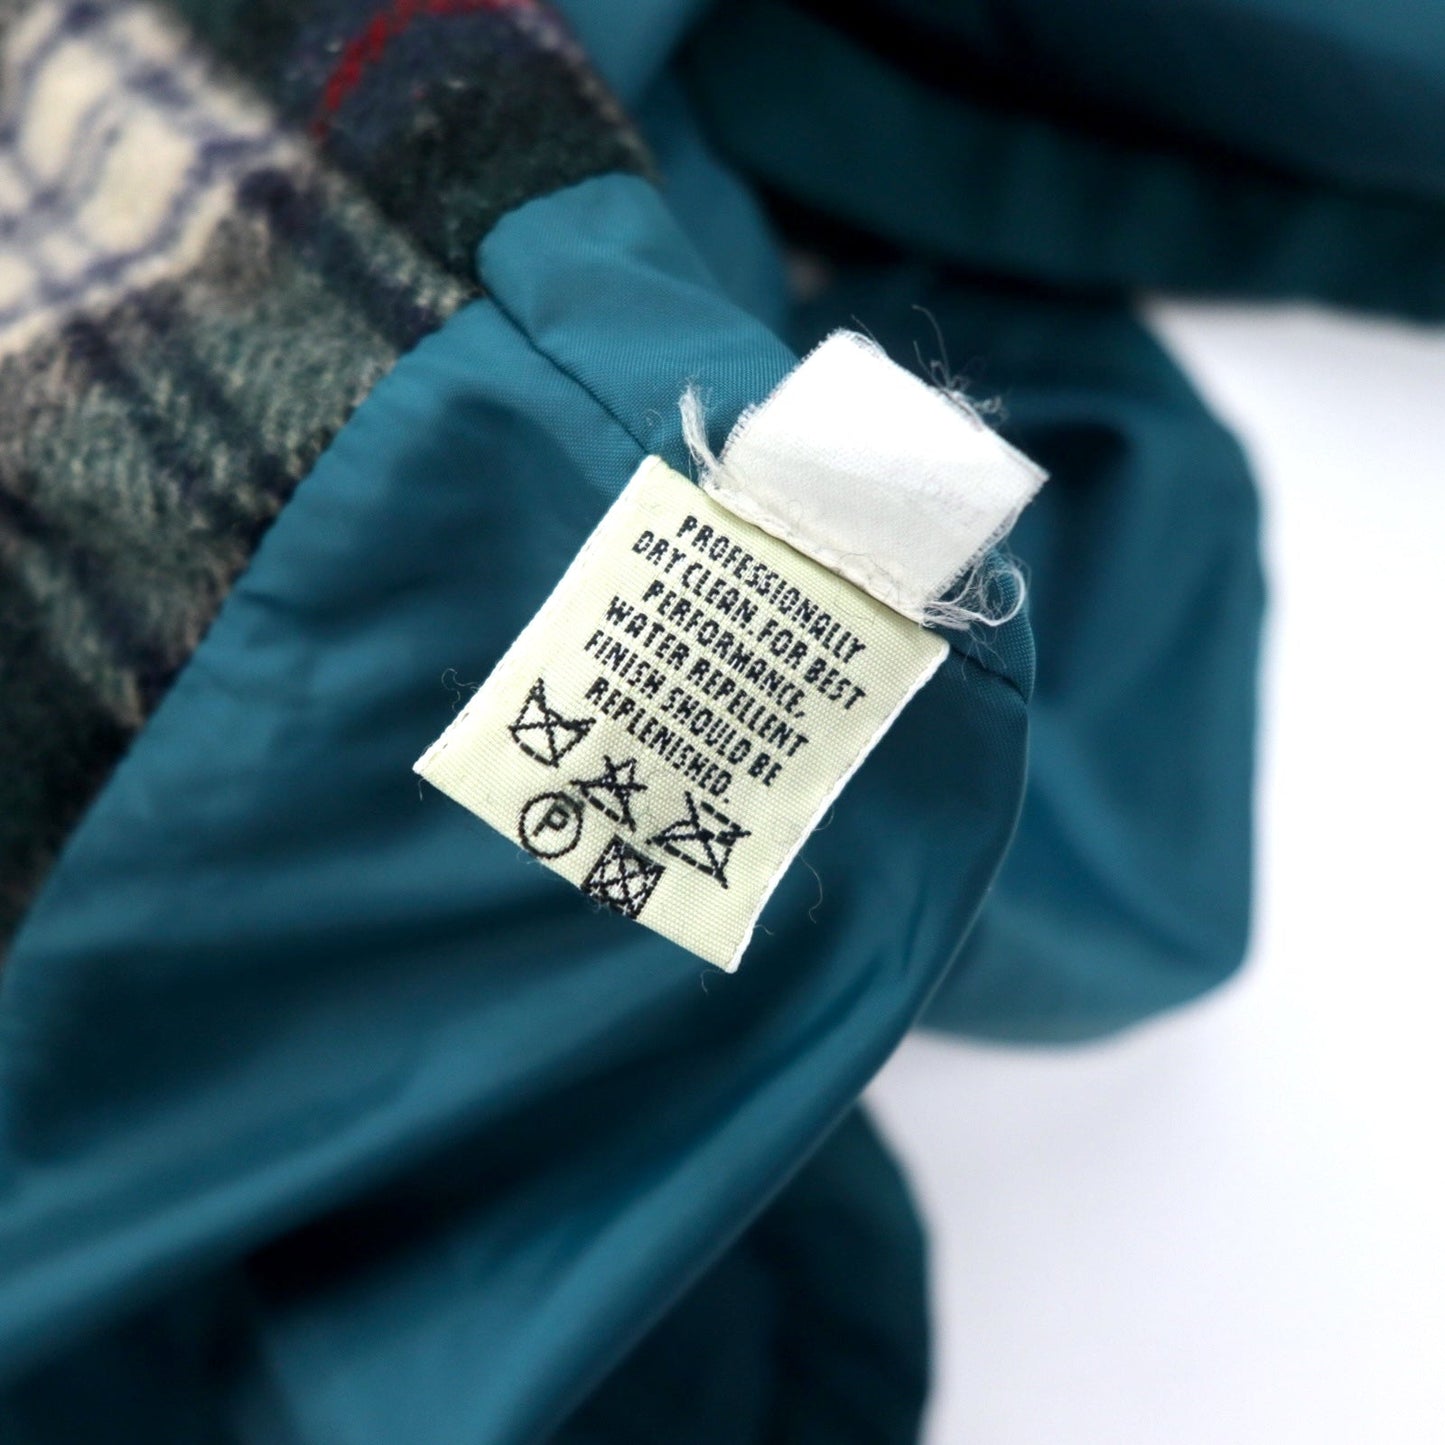 PROFESSIONALLY
DRY CLEAN. FOR BEST
PERFORMANCE,
WATER REPELLENT
FINISH SHOULD BE
REPLENISHED.
P